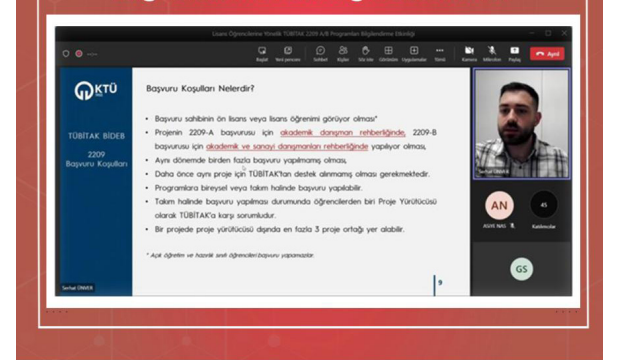 Lisans Öğrencilerine Yönelik TÜBİTAK 2209 A/B Programları Bilgilendirme Etkinliği
Ayrıl
KTÜ
TÜBİTAK BİDEB
2209
Başvuru Koşulları
Başvuru Koşulları Nelerdir?
• Başvuru sahibinin ön lisans veya lisans öğrenimi görüyor olması*
• Projenin 2209-A başvurusu için akademik danışman rehberliğinde, 2209-B
başvurusu için akademik ve sanayi danışmanları rehberliğinde yapılıyor olması,
• Aynı dönemde birden fazla başvuru yapılmamış olması,
• Daha önce aynı proje için TÜBİTAK'tan destek alınmamış olması gerekmektedir.
• Programlara bireysel veya takım halinde başvuru yapılabilir.
• Takım halinde başvuru yapılması durumunda öğrencilerden biri Proje Yürütücüsü
olarak TÜBİTAK'a karşı sorumludur.
• Bir projede proje yürütücüsü dışında en fazla 3 proje ortağı yer alabilir.
* Açık öğretim ve hazırlık sınıfı öğrencileri başvuru yapamazlar.
9
AN
45
Katılımcılar
GS